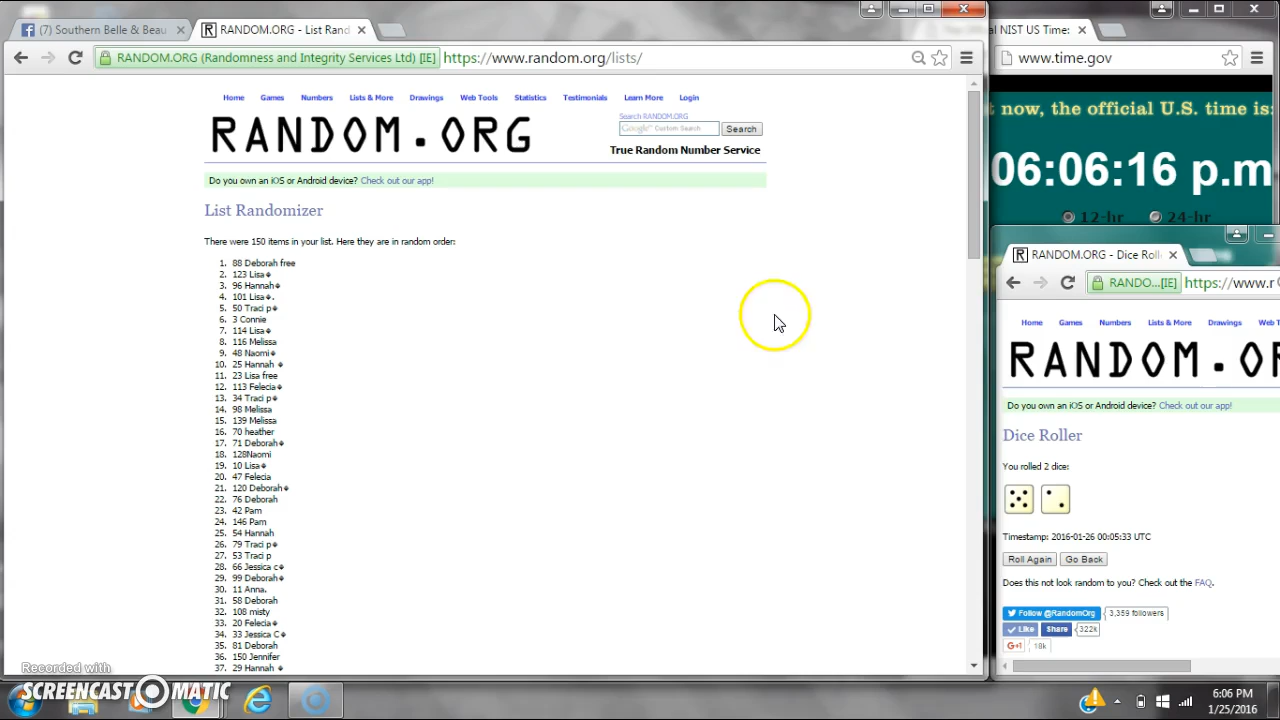 (7) Southern Belle & Beau
RANDOM.ORG - List Rand
al NIST US Time:
RANDOM.ORG (Randomness and Integrity Services Ltd) [IE]
https://www.random.org/lists/
www.time.gov
Home Games Numbers Lists & More Drawings Web Tools Statistics Testimonials Learn More Login
Search RANDOM.ORG
RANDOM.ORG
Google Custom Search
Search
True Random Number Service
Do you own an iOS or Android device? Check out our app!
List Randomizer
There were 150 items in your list. Here they are in random order:
1. 88 Deborah free
2. 123 Lisa♦
3. 96 Hannah♦
4. 101 Lisa♦.
5. 50 Traci p♦
6. 3 Connie
7. 114 Lisa♦
8. 116 Melissa
9. 48 Naomi♦
10. 25 Hannah ♦
11. 23 Lisa free
12. 113 Felecia♦
13. 34 Traci p♦
14. 98 Melissa
15. 139 Melissa
16. 70 heather
17. 71 Deborah♦
18. 128Naomi
19. 10 Lisa♦
20. 47 Felecia
21. 120 Deborah♦
22. 76 Deborah
23. 42 Pam
24. 146 Pam
25. 54 Hannah
26. 79 Traci p♦
27. 53 Traci p
28. 66 Jessica c♦
29. 99 Deborah♦
30. 11 Anna.
31. 58 Deborah
32. 108 misty
33. 20 Felecia♦
34. 33 Jessica C♦
35. 81 Deborah
36. 150 Jennifer
37. 29 Hannah ♦
t now, the official U.S. time is:
06:06:16 p.m
12-hr 24-hr
RANDOM.ORG - Dice Roll
RANDO...[IE]
https://www.r
Home Games Numbers Lists & More Drawings Web T
RANDOM.OR
Do you own an iOS or Android device? Check out our app!
Dice Roller
You rolled 2 dice:
Timestamp: 2016-01-26 00:05:33 UTC
Roll Again Go Back
Does this not look random to you? Check out the FAQ.
Follow @RandomOrg 3,359 followers
Like Share 322k
G+1 18k
Recorded with
SCREENCAST MATIC
6:06 PM
1/25/2016